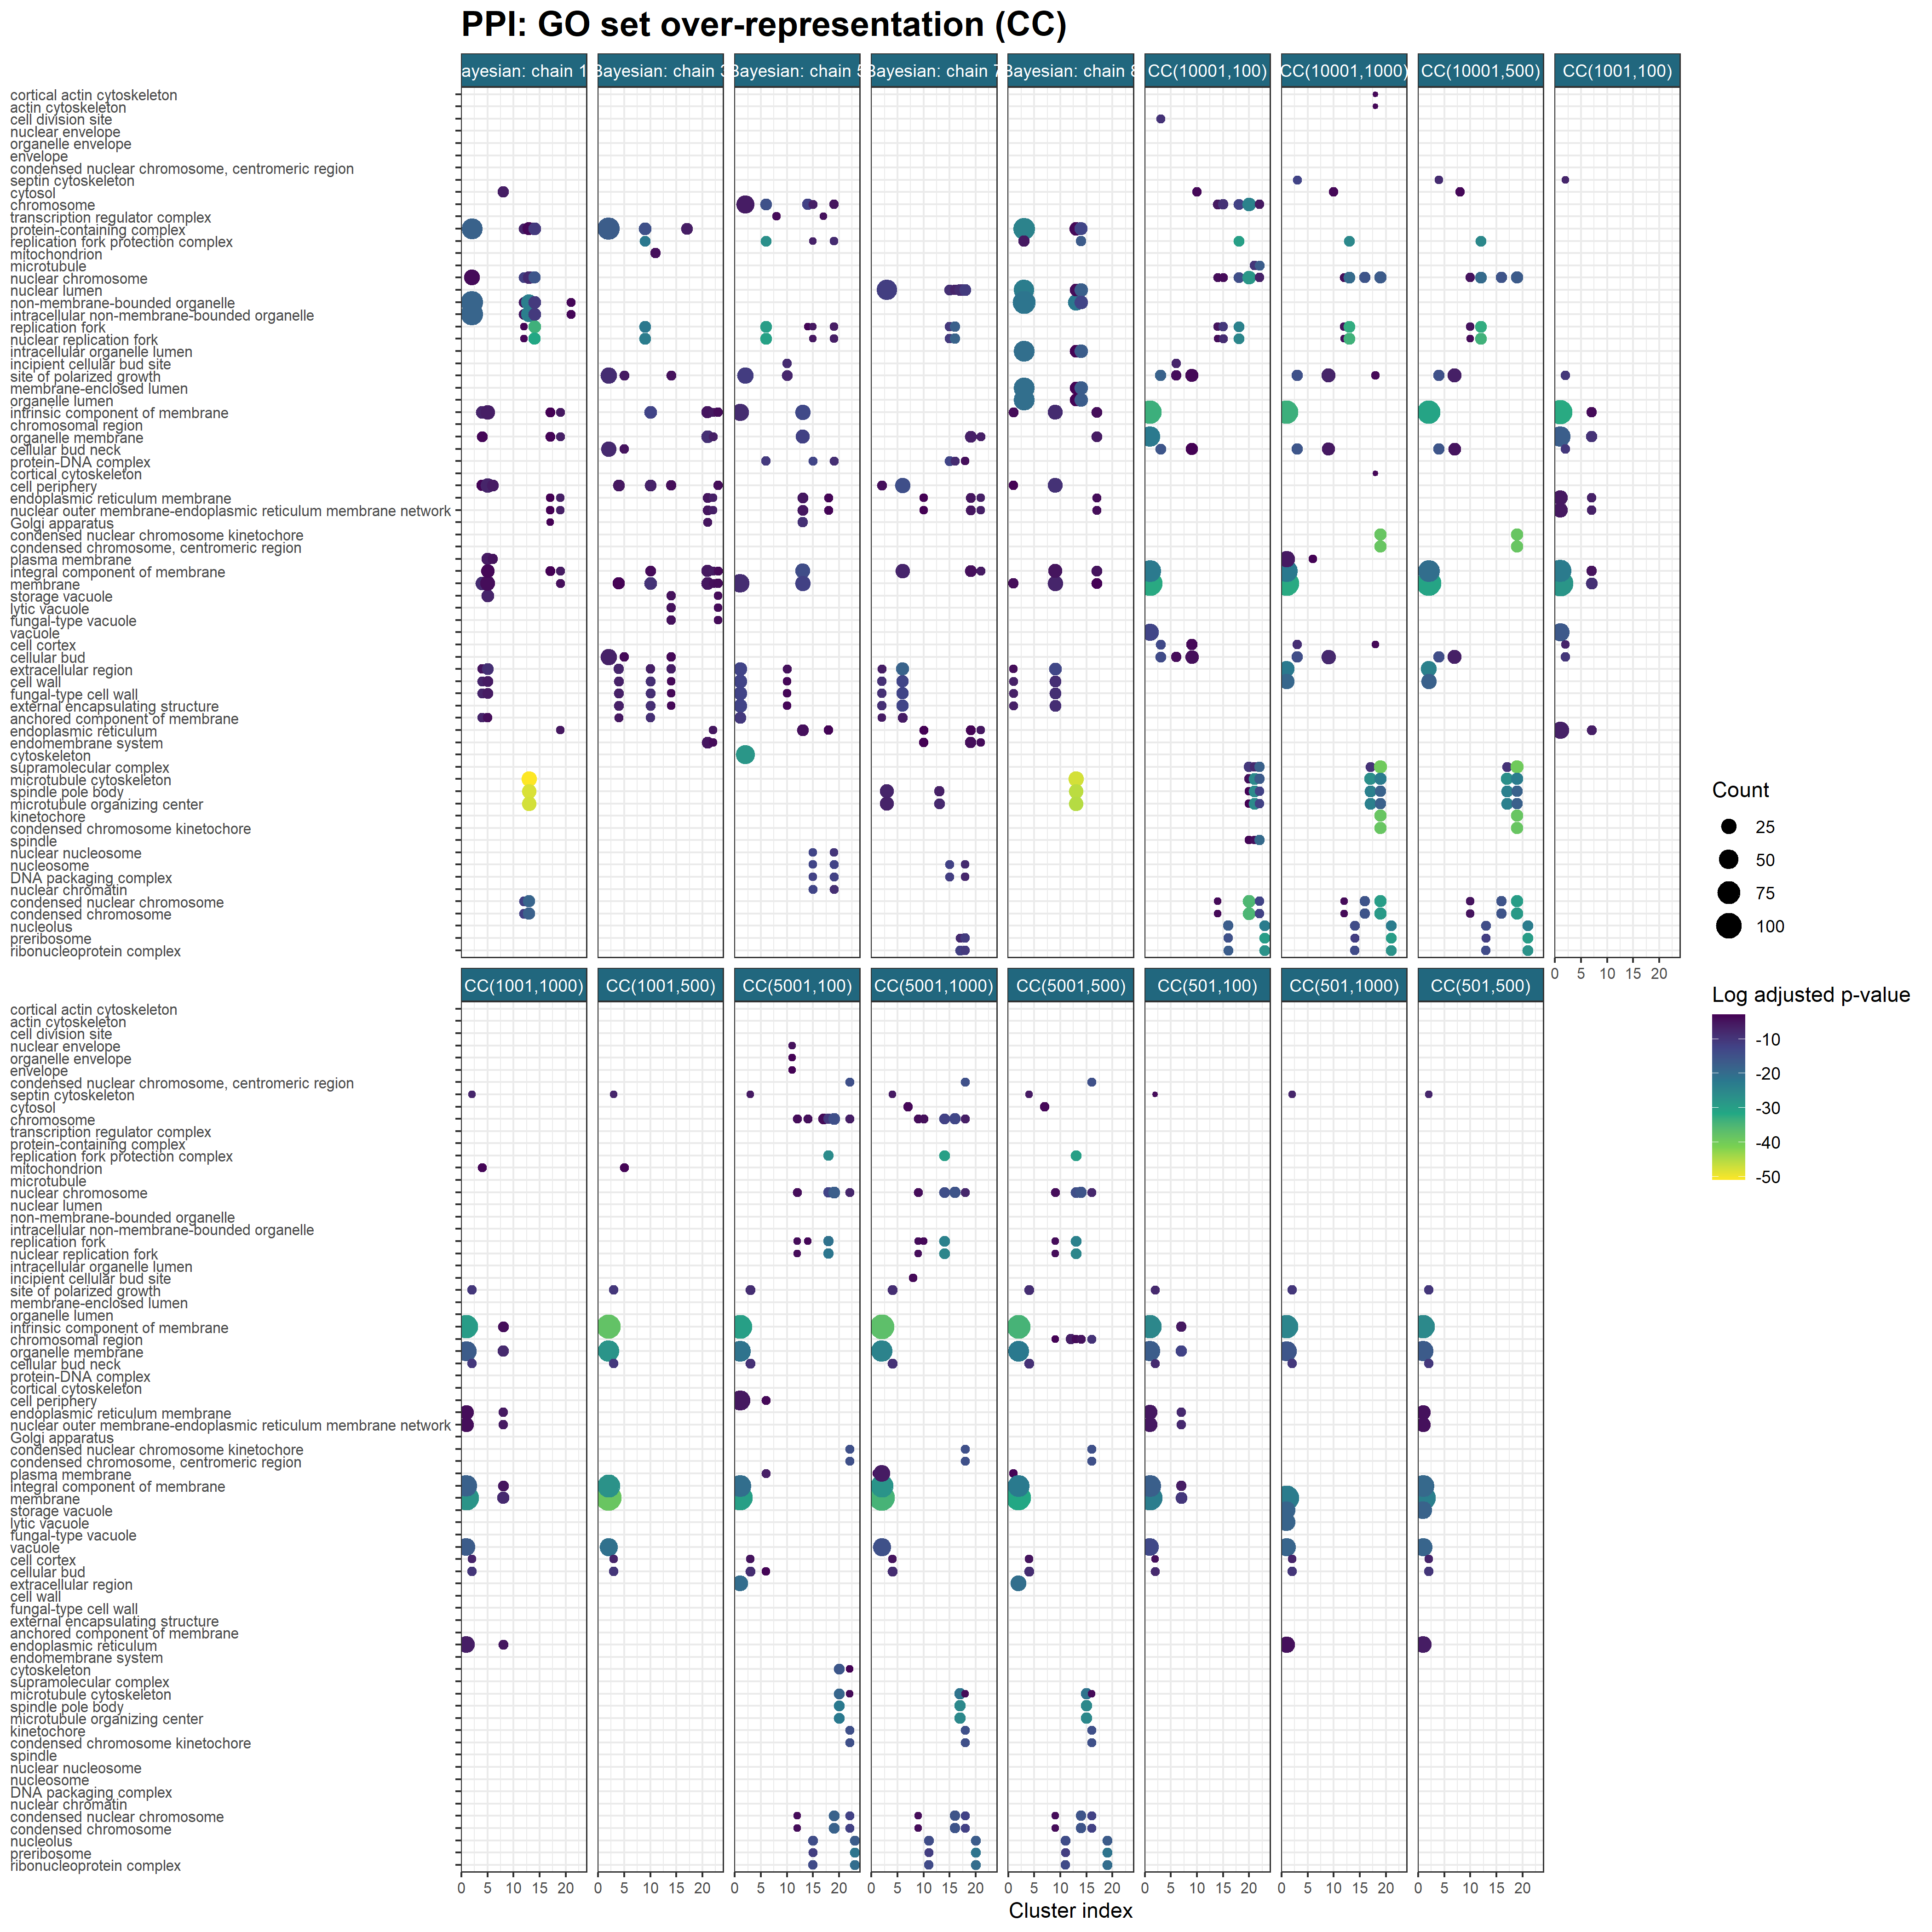 PPI: GO set over-representation (CC)
ayesian: chain 1 Bayesian: chain 3 Bayesian: chain 5 Bayesian: chain 7 Bayesian: chain 8 CC(10001,100) CC(10001,1000) CC(10001,500) CC(1001,100)
cortical actin cytoskeleton
actin cytoskeleton
cell division site
nuclear envelope
organelle envelope
envelope
condensed nuclear chromosome, centromeric region
septin cytoskeleton
cytosol
chromosome
transcription regulator complex
protein-containing complex
replication fork protection complex
mitochondrion
microtubule
nuclear chromosome
nuclear lumen
non-membrane-bounded organelle
intracellular non-membrane-bounded organelle
replication fork
nuclear replication fork
intracellular organelle lumen
incipient cellular bud site
site of polarized growth
membrane-enclosed lumen
organelle lumen
intrinsic component of membrane
chromosomal region
organelle membrane
cellular bud neck
protein-DNA complex
cortical cytoskeleton
cell periphery
endoplasmic reticulum membrane
nuclear outer membrane-endoplasmic reticulum membrane network
Golgi apparatus
condensed nuclear chromosome kinetochore
condensed chromosome, centromeric region
plasma membrane
integral component of membrane
membrane
storage vacuole
lytic vacuole
fungal-type vacuole
vacuole
cell cortex
cellular bud
extracellular region
cell wall
fungal-type cell wall
external encapsulating structure
anchored component of membrane
endoplasmic reticulum
endomembrane system
cytoskeleton
supramolecular complex
microtubule cytoskeleton
spindle pole body
microtubule organizing center
kinetochore
condensed chromosome kinetochore
spindle
nuclear nucleosome
nucleosome
DNA packaging complex
nuclear chromatin
condensed nuclear chromosome
condensed chromosome
nucleolus
preribosome
ribonucleoprotein complex
0 5 10 15 20
CC(1001,1000) CC(1001,500) CC(5001,100) CC(5001,1000) CC(5001,500) CC(501,100) CC(501,1000) CC(501,500)
cortical actin cytoskeleton
actin cytoskeleton
cell division site
nuclear envelope
organelle envelope
envelope
condensed nuclear chromosome, centromeric region
septin cytoskeleton
cytosol
chromosome
transcription regulator complex
protein-containing complex
replication fork protection complex
mitochondrion
microtubule
nuclear chromosome
nuclear lumen
non-membrane-bounded organelle
intracellular non-membrane-bounded organelle
replication fork
nuclear replication fork
intracellular organelle lumen
incipient cellular bud site
site of polarized growth
membrane-enclosed lumen
organelle lumen
intrinsic component of membrane
chromosomal region
organelle membrane
cellular bud neck
protein-DNA complex
cortical cytoskeleton
cell periphery
endoplasmic reticulum membrane
nuclear outer membrane-endoplasmic reticulum membrane network
Golgi apparatus
condensed nuclear chromosome kinetochore
condensed chromosome, centromeric region
plasma membrane
integral component of membrane
membrane
storage vacuole
lytic vacuole
fungal-type vacuole
vacuole
cell cortex
cellular bud
extracellular region
cell wall
fungal-type cell wall
external encapsulating structure
anchored component of membrane
endoplasmic reticulum
endomembrane system
cytoskeleton
supramolecular complex
microtubule cytoskeleton
spindle pole body
microtubule organizing center
kinetochore
condensed chromosome kinetochore
spindle
nuclear nucleosome
nucleosome
DNA packaging complex
nuclear chromatin
condensed nuclear chromosome
condensed chromosome
nucleolus
preribosome
ribonucleoprotein complex
0 5 10 15 20 0 5 10 15 20 0 5 10 15 20 0 5 10 15 20 0 5 10 15 20 0 5 10 15 20 0 5 10 15 20 0 5 10 15 20
Cluster index
Count
25
50
75
100
Log adjusted p-value
-10
-20
-30
-40
-50